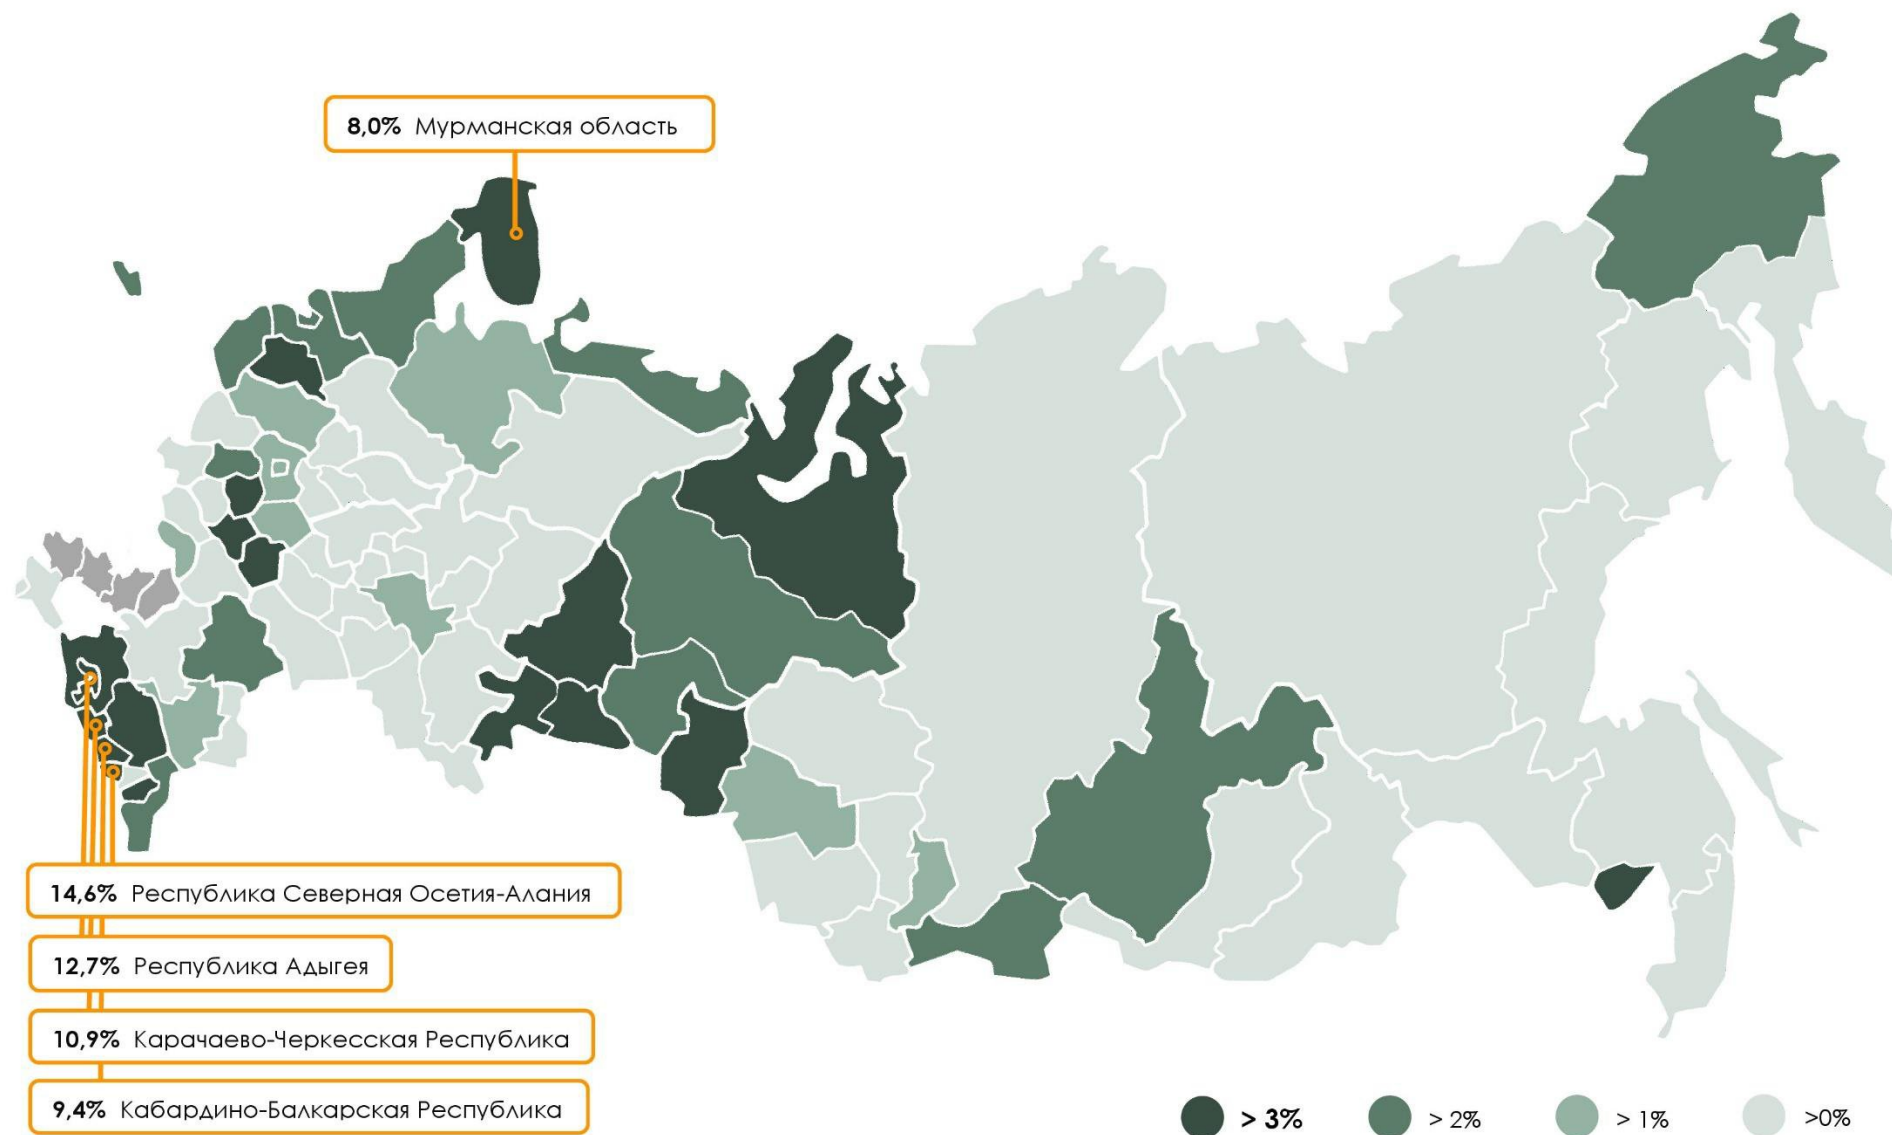 8,0% Мурманская область
14,6% Республика Северная Осетия-Алания
12,7% Республика Адыгея
10,9% Карачаево-Черкесская Республика
9,4% Кабардино-Балкарская Республика
> 3% > 2% > 1% >0%